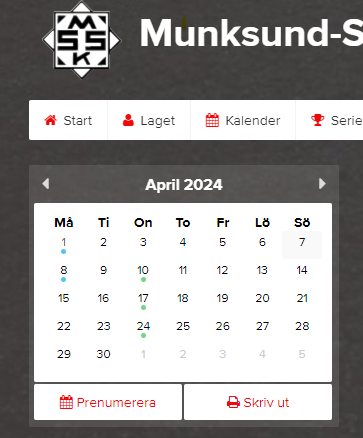 M
SS
K
Munksund-S
Start Laget Kalender Serie
April 2024
Må Ti On To Fr Lö Sö
1 2 3 4 5 6 7
8 9 10 11 12 13 14
15 16 17 18 19 20 21
22 23 24 25 26 27 28
29 30 1 2 3 4 5
Prenumerera Skriv ut